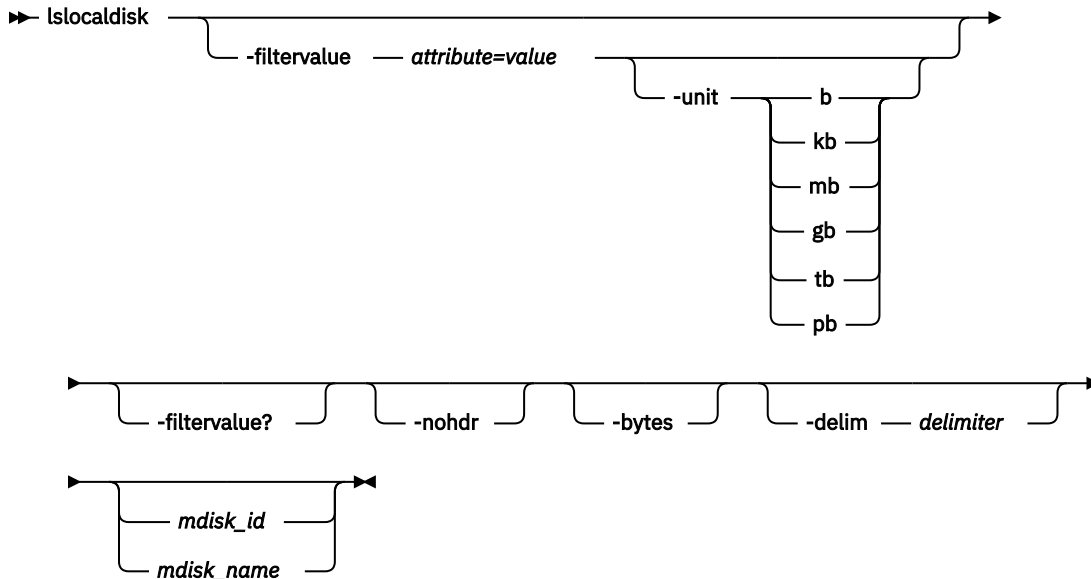 lslocaldisk
-filtervalue attribute=value
-unit b
kb
mb
gb
tb
pb
-filtervalue? -nohdr -bytes -delim delimiter
mdisk_id
mdisk_name